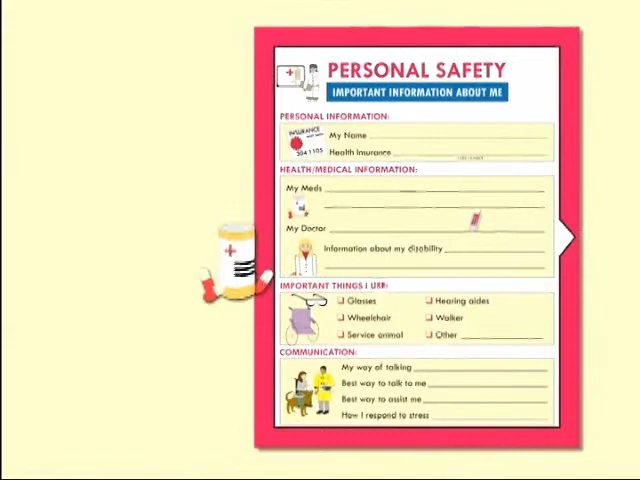 PERSONAL SAFETY
IMPORTANT INFORMATION ABOUT ME
PERSONAL INFORMATION:
INSURANCE
304 1105
My Name
Health Insurance
HEALTH/MEDICAL INFORMATION:
My Meds
My Doctor
Information about my disability
IMPORTANT THINGS I USE:
Glasses
Hearing aides
Wheelchair
Walker
Service animal
Other
COMMUNICATION:
My way of talking
Best way to talk to me
Best way to assist me
How I respond to stress